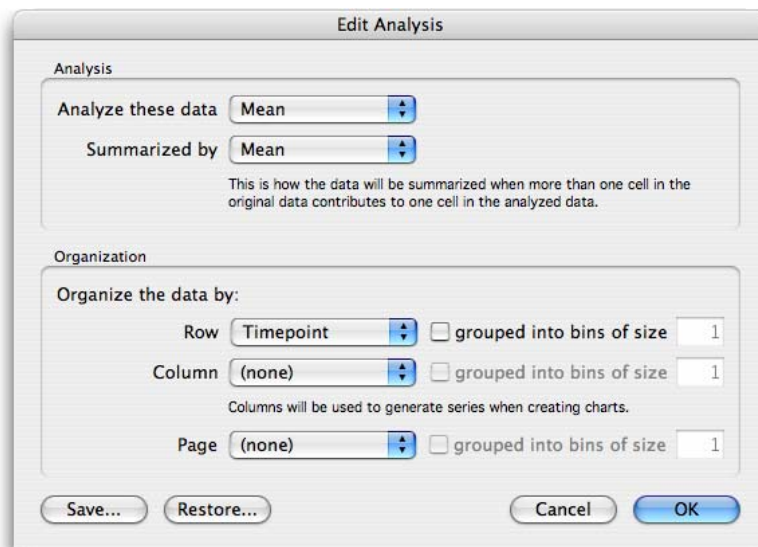 Edit Analysis
Analysis
Analyze these data Mean
Summarized by Mean
This is how the data will be summarized when more than one cell in the
original data contributes to one cell in the analyzed data.
Organization
Organize the data by:
Row Timepoint grouped into bins of size 1
Column (none) grouped into bins of size 1
Columns will be used to generate series when creating charts.
Page (none) grouped into bins of size 1
Save... Restore... Cancel OK